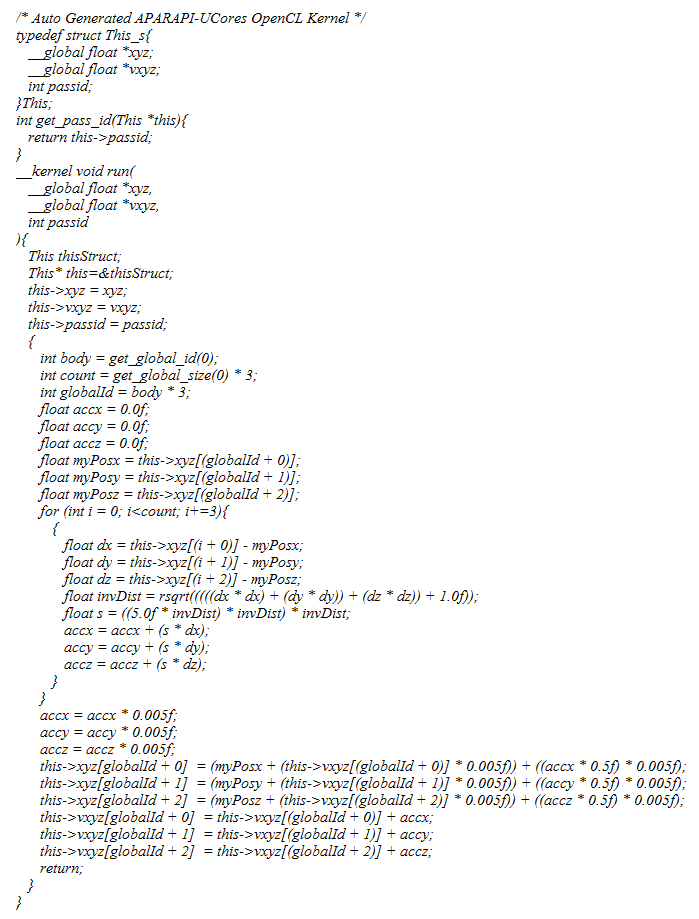 /* Auto Generated APARAPI-UCores OpenCL Kernel */
typedef struct This_s{
__global float *xyz;
__global float *vxyz;
int passid;
}This;
int get_pass_id(This *this){
return this->passid;
}
__kernel void run(
__global float *xyz,
__global float *vxyz,
int passid
){
This thisStruct;
This* this=&thisStruct;
this->xyz = xyz;
this->vxyz = vxyz;
this->passid = passid;
{
int body = get_global_id(0);
int count = get_global_size(0) * 3;
int globalId = body * 3;
float accx = 0.0f;
float accy = 0.0f;
float accz = 0.0f;
float myPosx = this->xyz[(globalId + 0)];
float myPosy = this->xyz[(globalId + 1)];
float myPosz = this->xyz[(globalId + 2)];
for (int i = 0; i<count; i+=3){
{
float dx = this->xyz[(i + 0)] - myPosx;
float dy = this->xyz[(i + 1)] - myPosy;
float dz = this->xyz[(i + 2)] - myPosz;
float invDist = rsqrt(((((dx * dx) + (dy * dy)) + (dz * dz)) + 1.0f));
float s = ((5.0f * invDist) * invDist) * invDist;
accx = accx + (s * dx);
accy = accy + (s * dy);
accz = accz + (s * dz);
}
}
accx = accx * 0.005f;
accy = accy * 0.005f;
accz = accz * 0.005f;
this->xyz[globalId + 0]  = (myPosx + (this->vxyz[(globalId + 0)] * 0.005f)) + ((accx * 0.5f) * 0.005f);
this->xyz[globalId + 1]  = (myPosy + (this->vxyz[(globalId + 1)] * 0.005f)) + ((accy * 0.5f) * 0.005f);
this->xyz[globalId + 2]  = (myPosz + (this->vxyz[(globalId + 2)] * 0.005f)) + ((accz * 0.5f) * 0.005f);
this->vxyz[globalId + 0]  = this->vxyz[(globalId + 0)] + accx;
this->vxyz[globalId + 1]  = this->vxyz[(globalId + 1)] + accy;
this->vxyz[globalId + 2]  = this->vxyz[(globalId + 2)] + accz;
return;
}
}